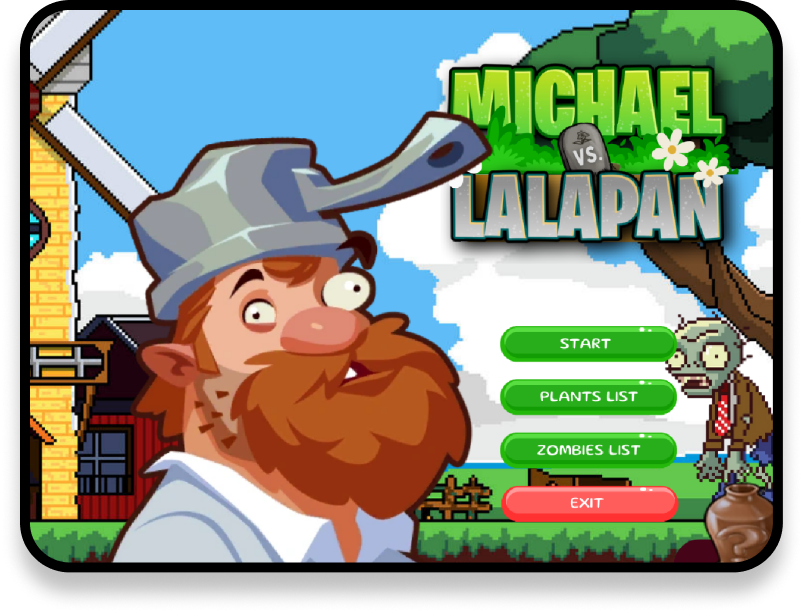 MICHAEL
VS.
LALAPAN
START
PLANTS LIST
ZOMBIES LIST
EXIT